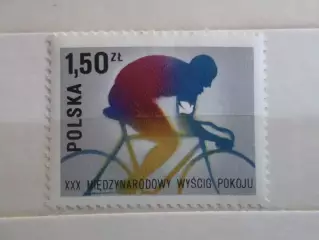 1,50 ZŁ
POLSKA
XXX MIĘDZYNARODOWY WYŚCIG POKOJU